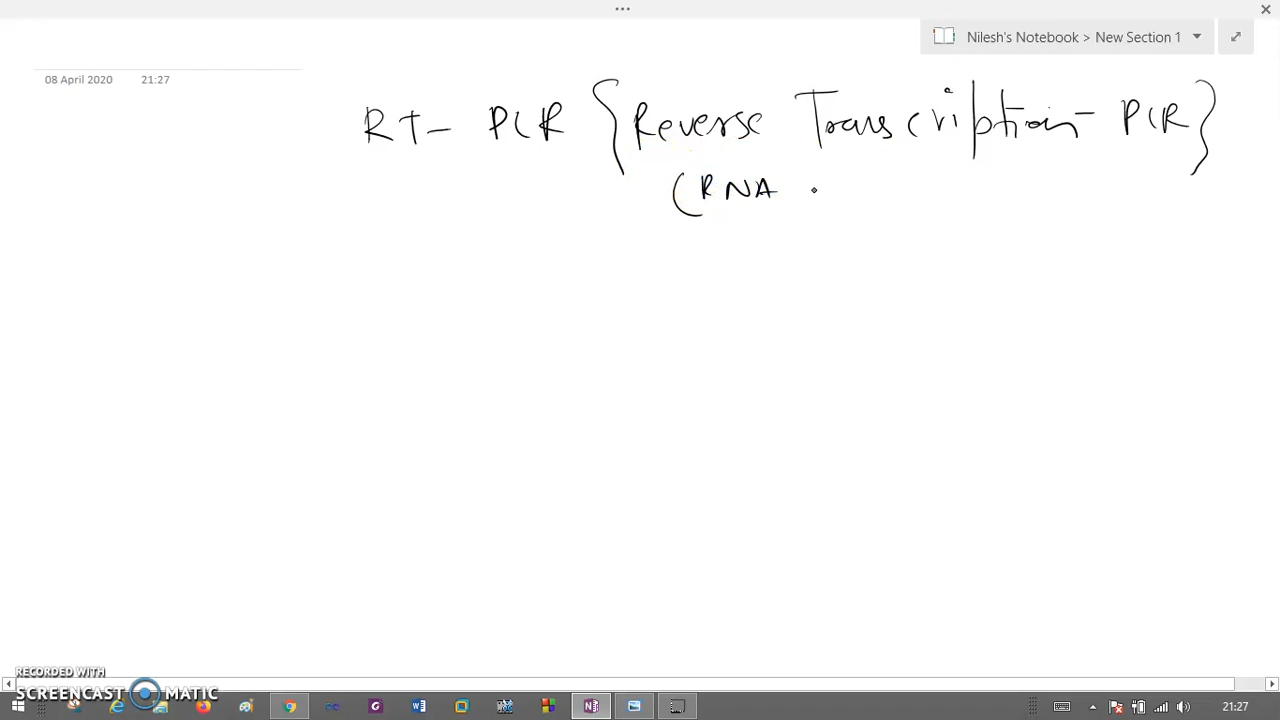 Nilesh's Notebook > New Section 1
08 April 2020 21:27
RT- PCR {Reverse Transcription- PCR}
(RNA
RECORDED WITH
SCREENCAST MATIC
21:27